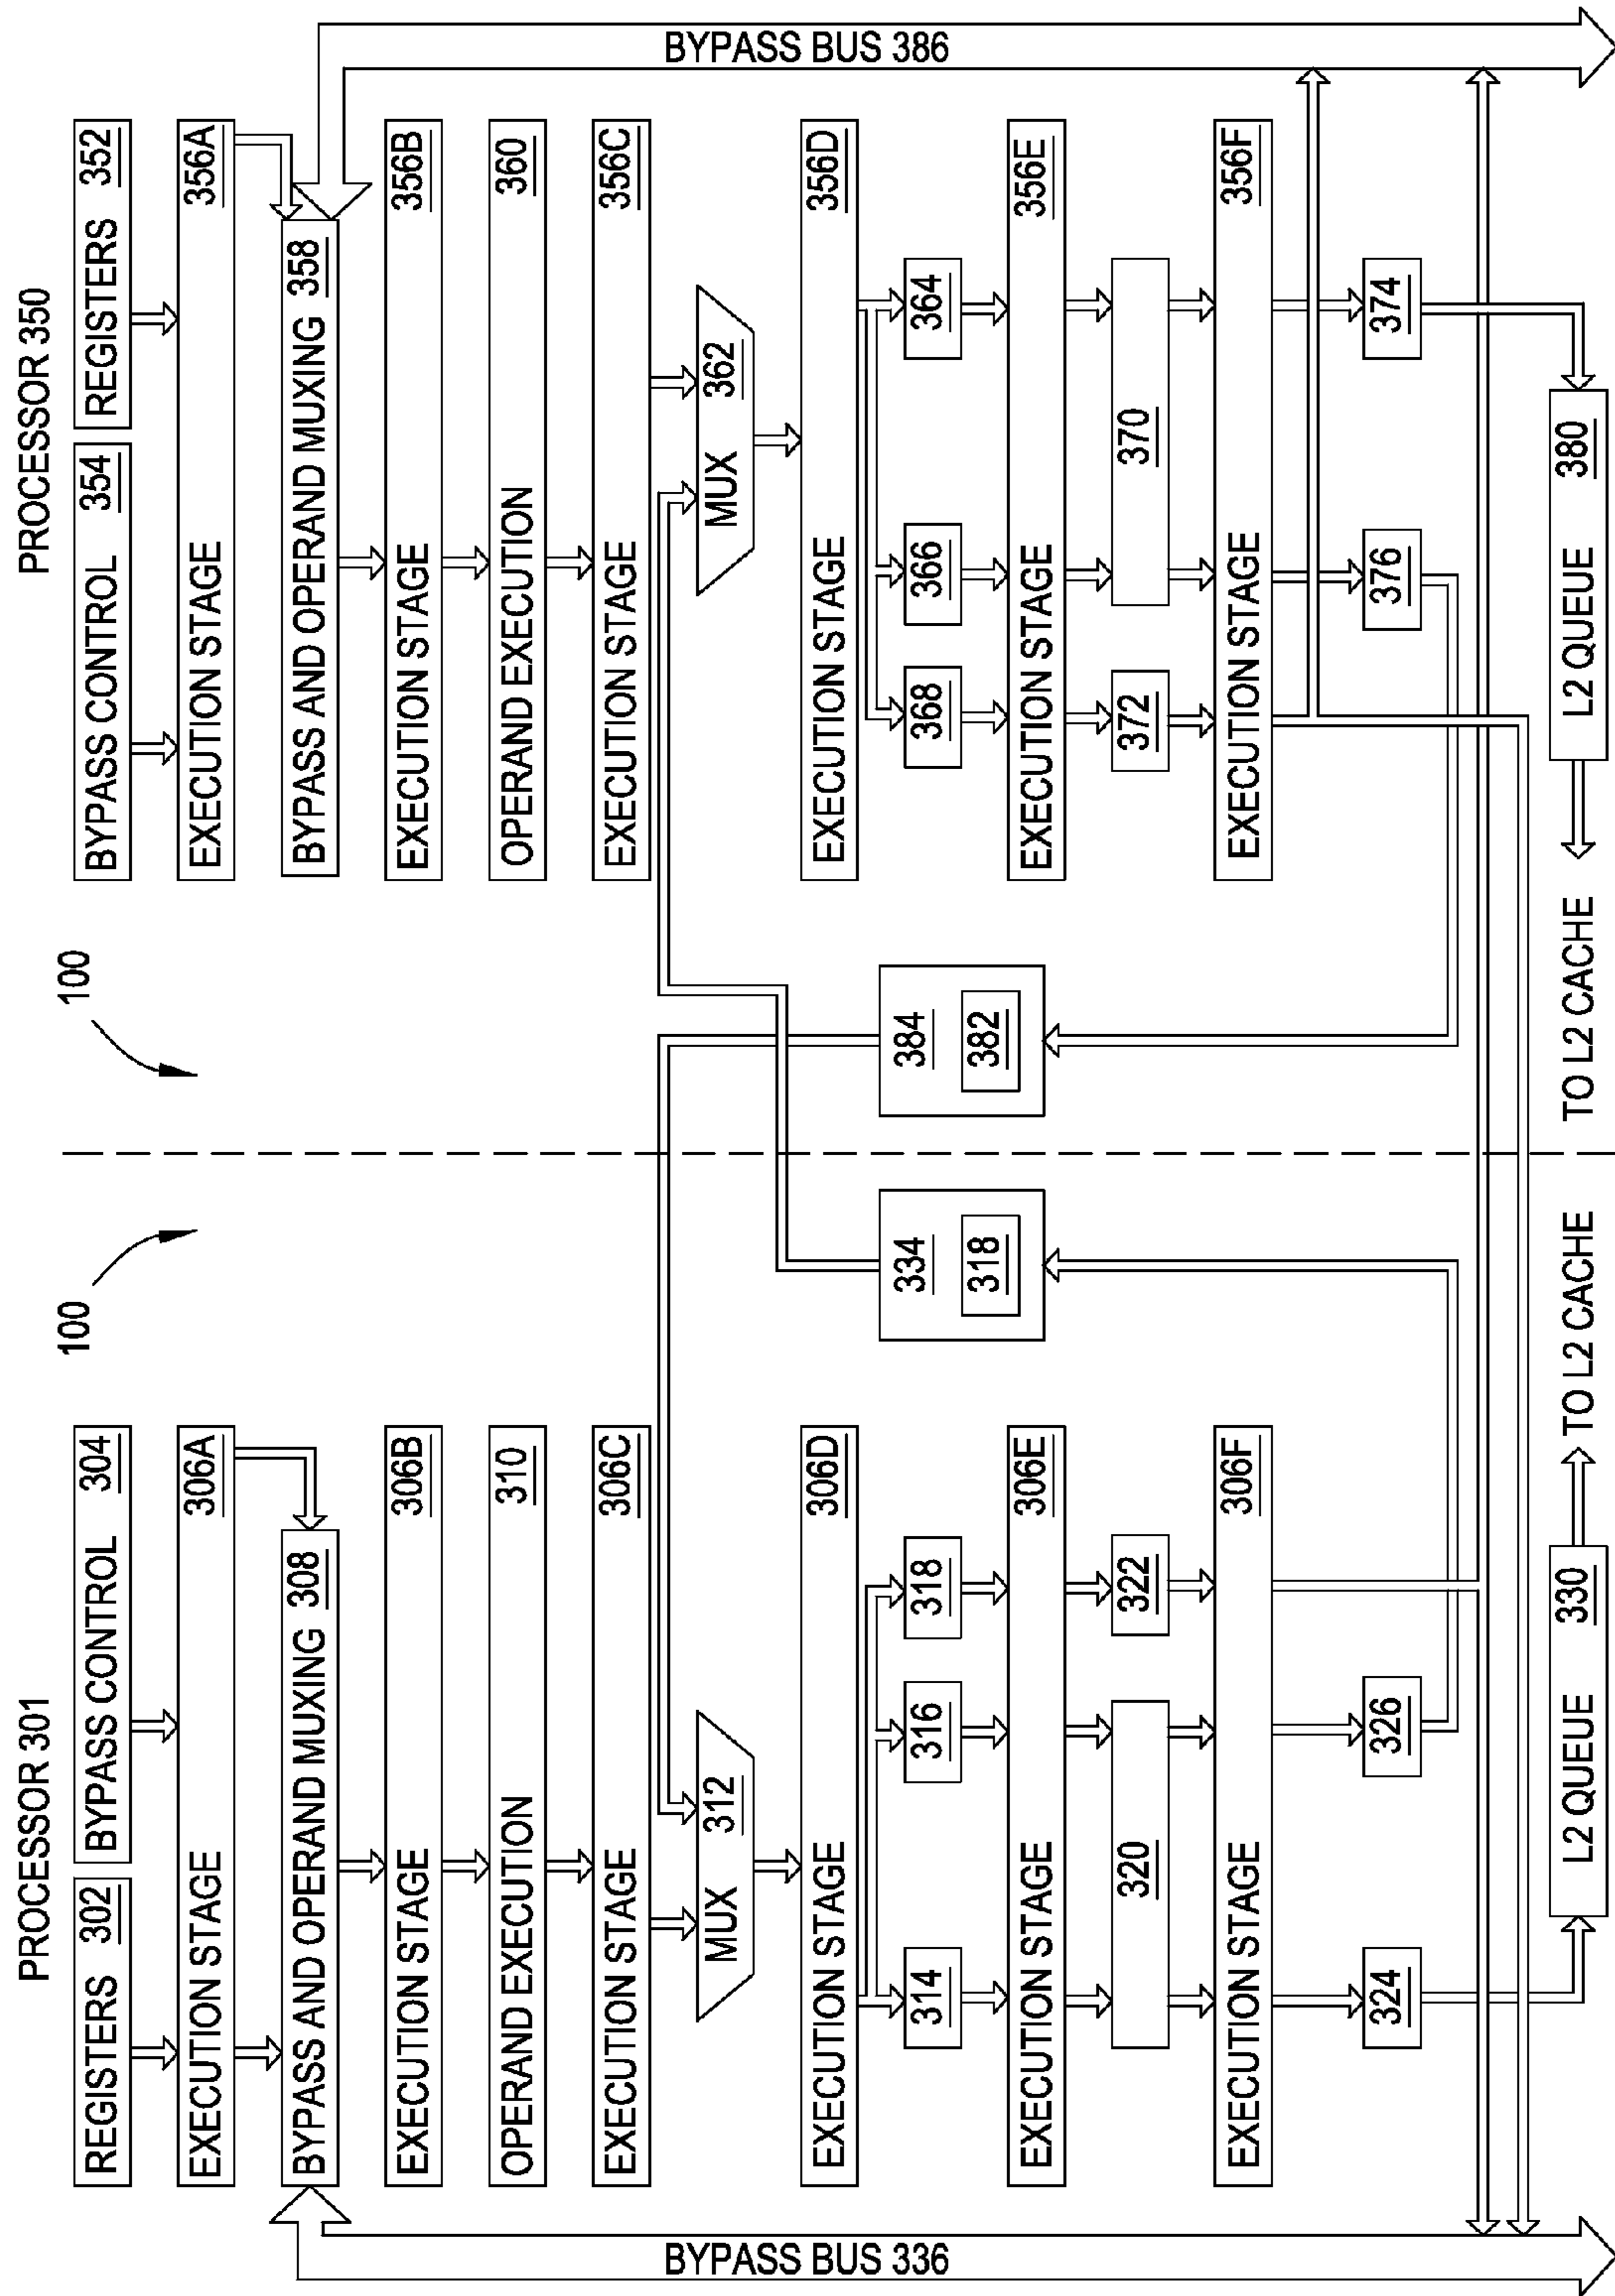 PROCESSOR 301
REGISTERS 302
BYPASS CONTROL 304
EXECUTION STAGE 306A
BYPASS AND OPERAND MUXING 308
EXECUTION STAGE 306B
OPERAND EXECUTION 310
EXECUTION STAGE 306C
MUX 312
EXECUTION STAGE 306D
314
316
318
EXECUTION STAGE 306E
320
322
EXECUTION STAGE 306F
324
326
L2 QUEUE 330
TO L2 CACHE
BYPASS BUS 336
100
334
318
100
384
382
PROCESSOR 350
BYPASS CONTROL 354
REGISTERS 352
EXECUTION STAGE 356A
BYPASS AND OPERAND MUXING 358
EXECUTION STAGE 356B
OPERAND EXECUTION 360
EXECUTION STAGE 356C
MUX 362
EXECUTION STAGE 356D
368
366
364
EXECUTION STAGE 356E
372
370
EXECUTION STAGE 356F
376
374
TO L2 CACHE
L2 QUEUE 380
BYPASS BUS 386